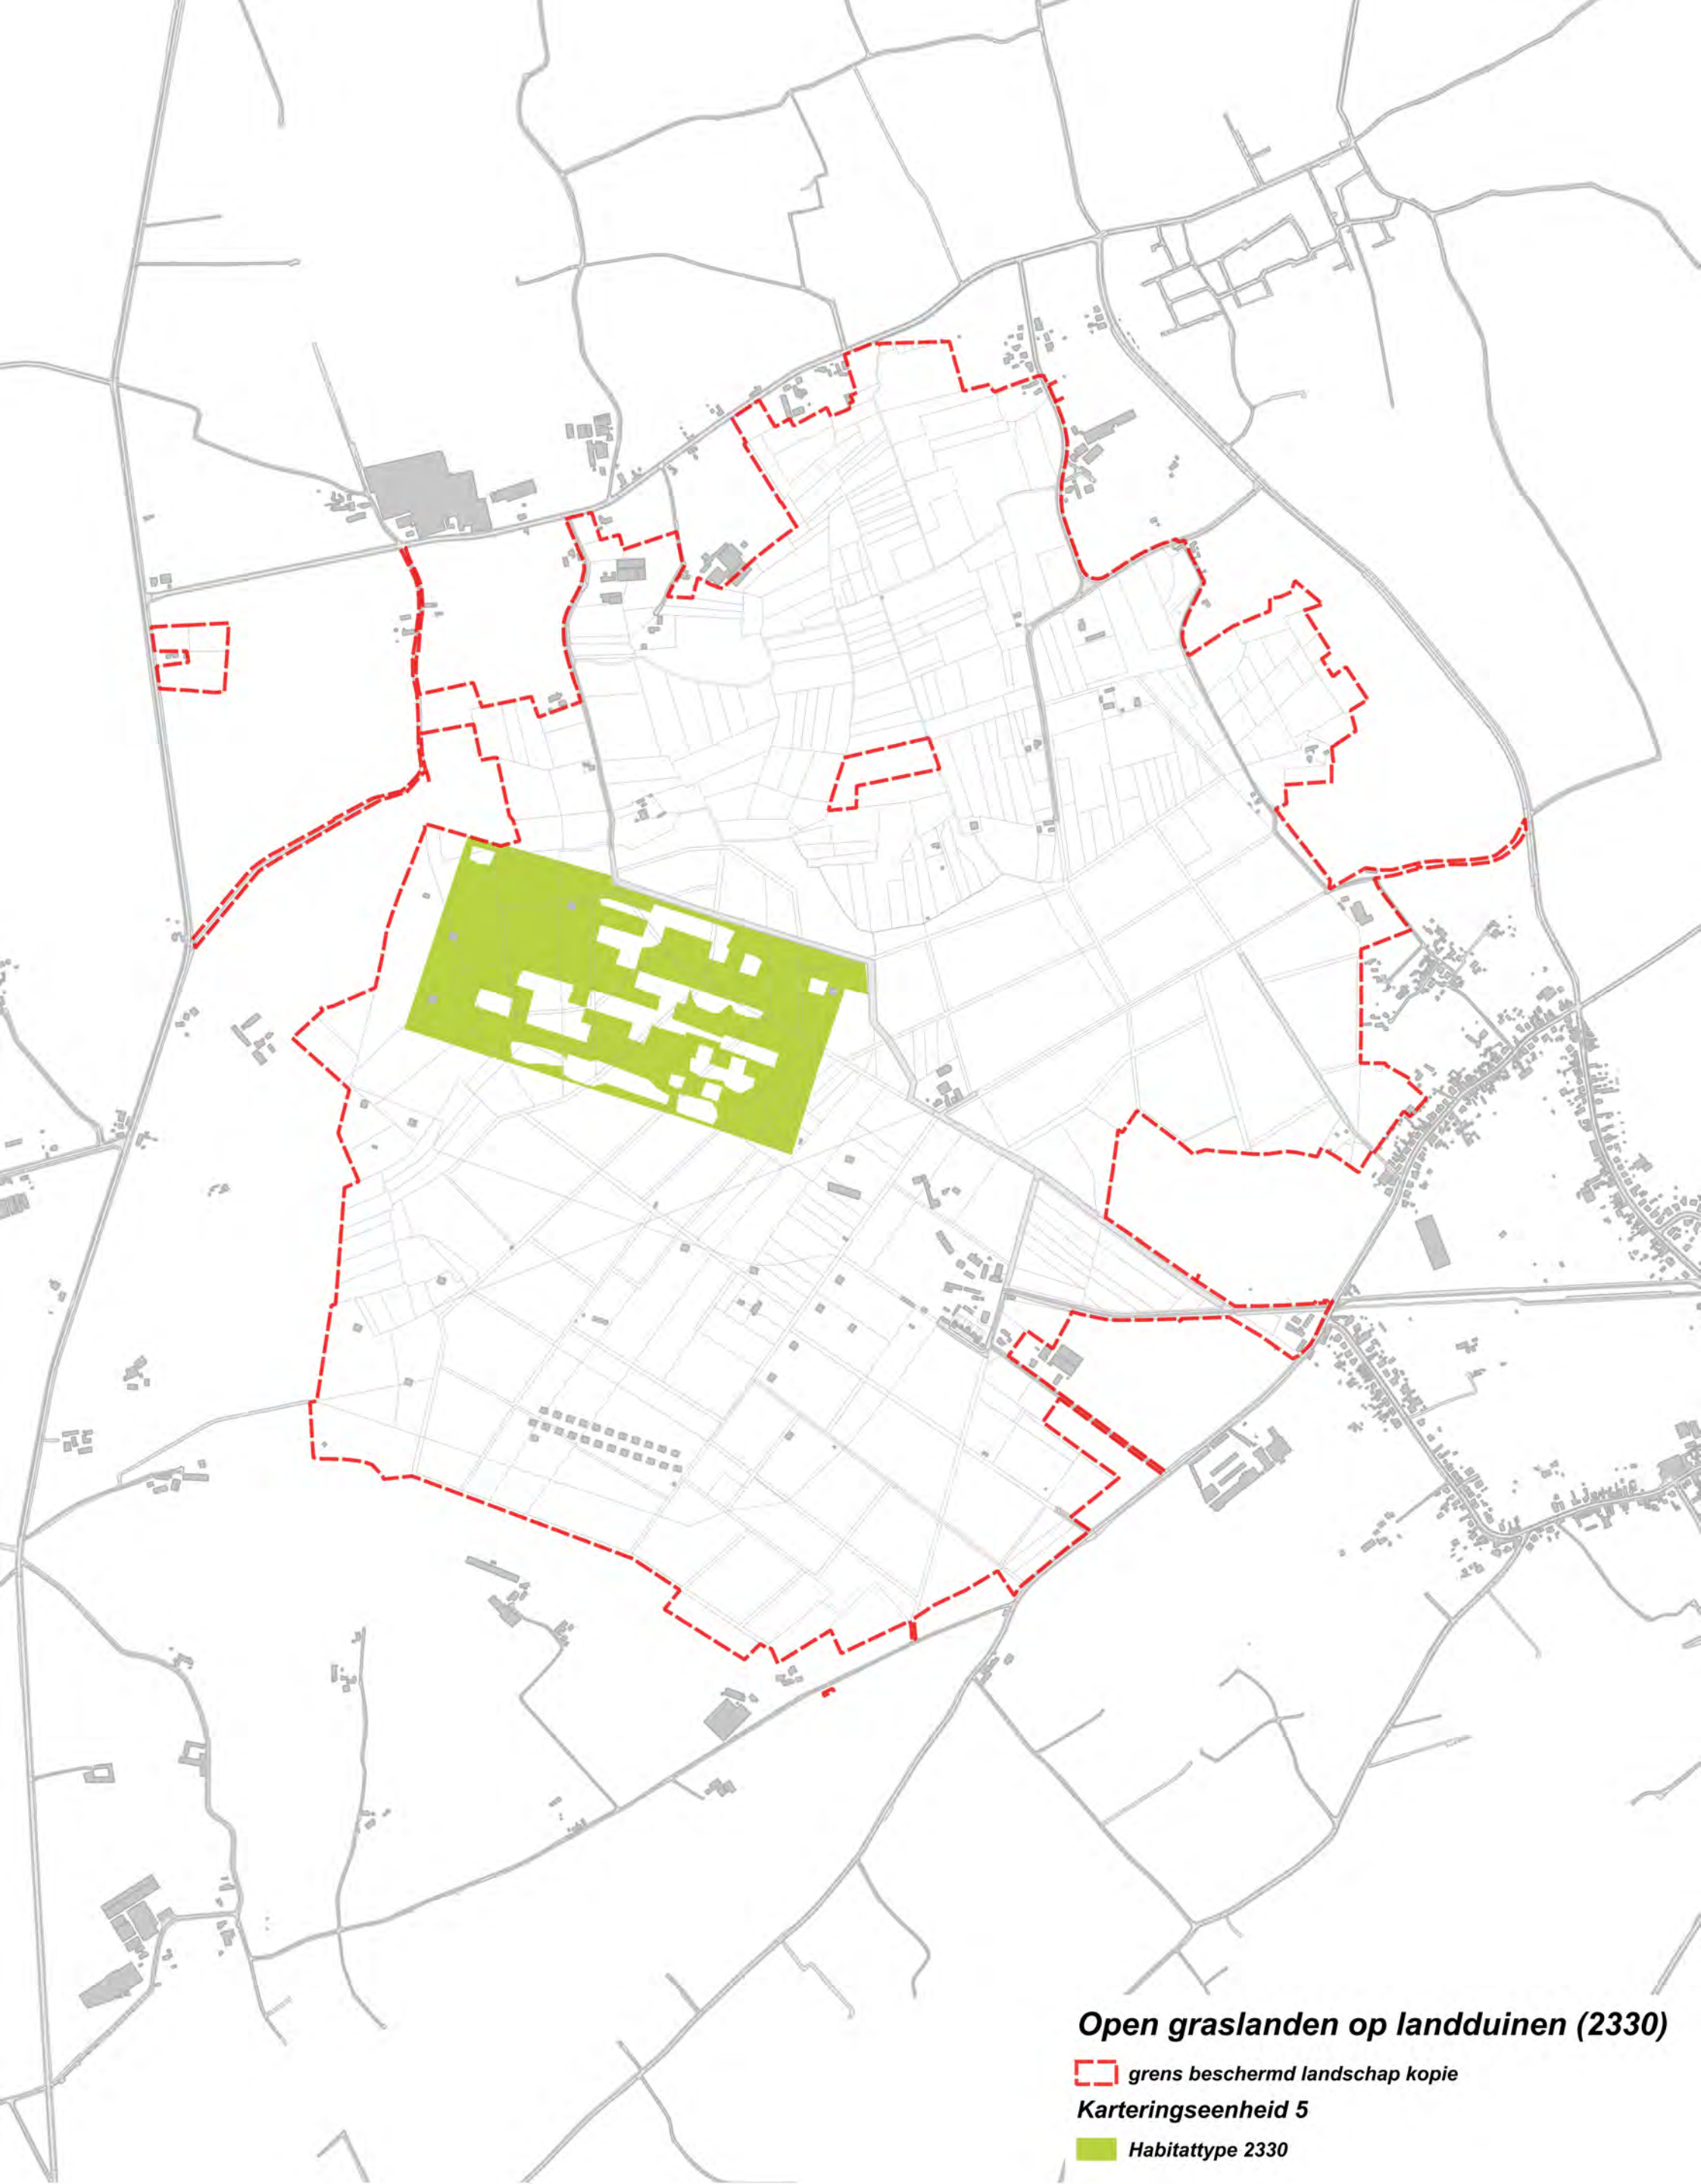 Open graslanden op landduinen (2330)
grens beschermd landschap kopie
Karteringseenheid 5
Habitattype 2330